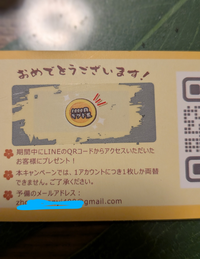 おめでとうございます!
期間中にLINEのQRコードからアクセスいただいた
お客様にプレゼント!
本キャンペーンでは、1アカウントにつき1枚しか両替
できません。ご了承ください。
予備のメールアドレス:
@gmail.com